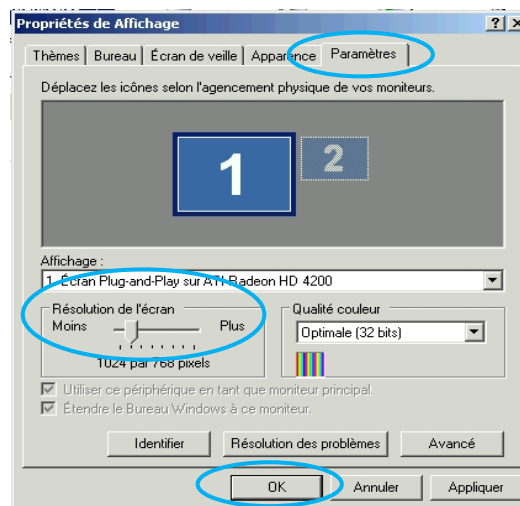 Propriétés de Affichage
Thèmes Bureau Écran de veille Apparence Paramètres
Déplacez les icônes selon l'agencement physique de vos moniteurs.
1 2
Affichage :
1. Écran Plug-and-Play sur ATI Radeon HD 4200
Résolution de l'écran
Moins Plus
1024 par 768 pixels
Qualité couleur
Optimale (32 bits)
Utiliser ce périphérique en tant que moniteur principal.
Étendre le Bureau Windows à ce moniteur.
Identifier Résolution des problèmes Avancé
OK Annuler Appliquer